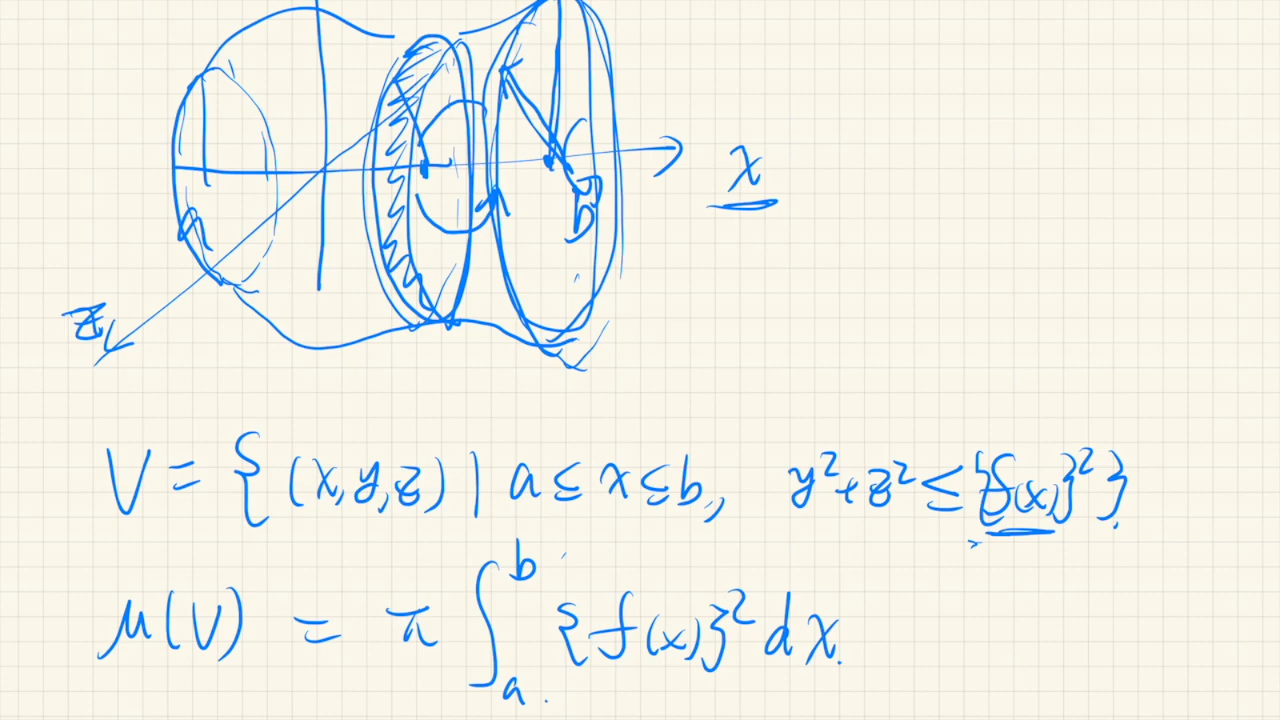 x
z
V = { (x, y, z) | a ≤ x ≤ b, y² + z² ≤ {f(x)}² }.
μ(V) = π ∫ₐᵇ {f(x)}² dx.